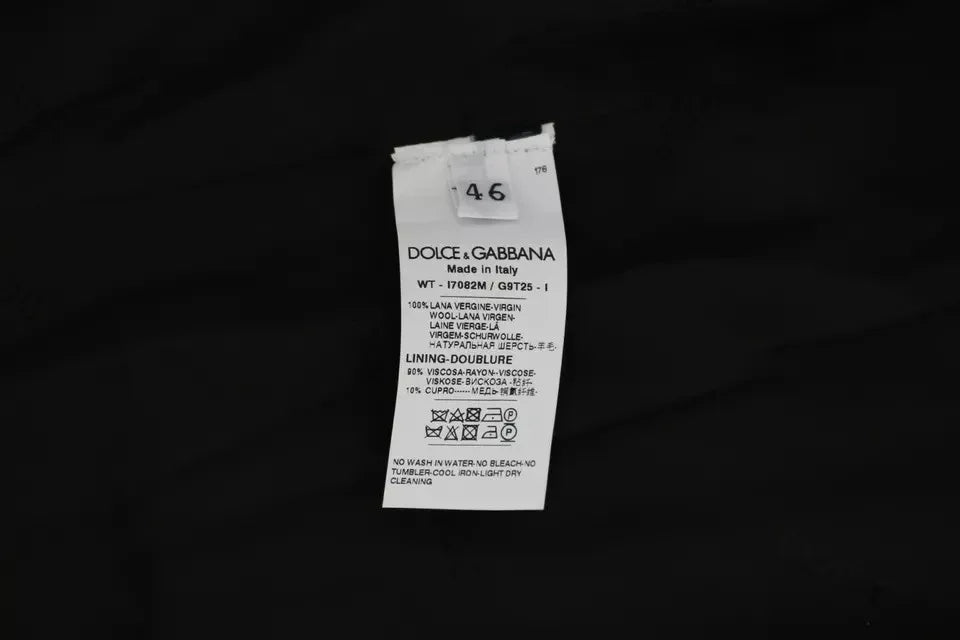 176
46
DOLCE & GABBANA
Made in Italy
WT - I7082M / G9T25 - I
100% LANA VERGINE-VIRGIN
WOOL-LANA VIRGEN-
LAINE VIERGE-LÃ
VIRGEM-SCHURWOLLE-
НАТУРАЛЬНАЯ ШЕРСТЬ-羊毛-
LINING-DOUBLURE
90% VISCOSA-RAYON--VISCOSE-
VISKOSE-ВИСКОЗА-粘纤-
10% CUPRO------МЕДЬ-铜氨纤维-
NO WASH IN WATER-NO BLEACH-NO
TUMBLER-COOL IRON-LIGHT DRY
CLEANING